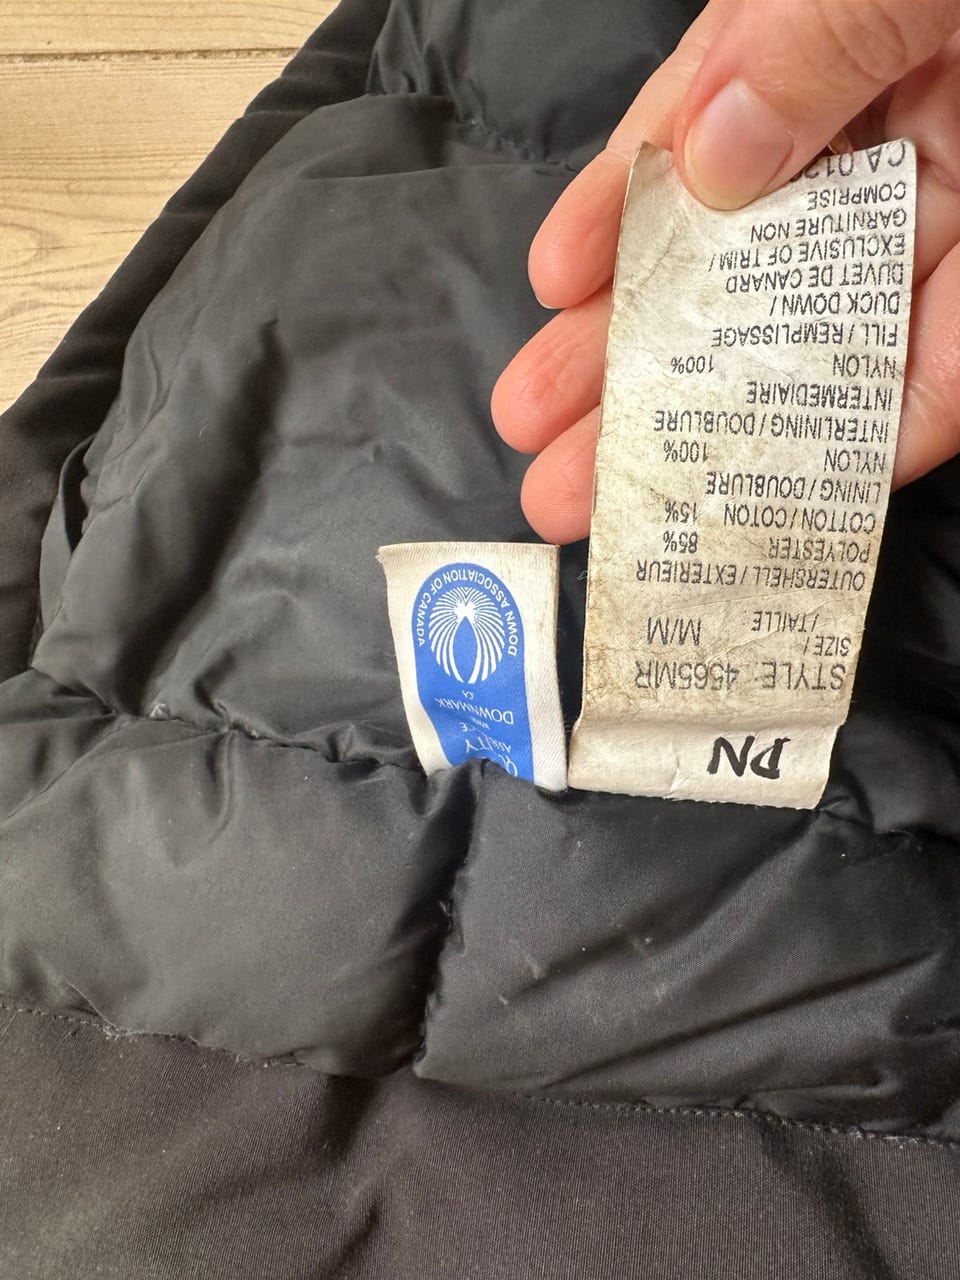 PN
STYLE: 4565MR
SIZE /
/ TAILLE : M/M
OUTERSHELL / EXTERIEUR
POLYESTER 85%
COTTON / COTON 15%
LINING / DOUBLURE
NYLON 100%
INTERLINING / DOUBLURE
INTERMEDIAIRE
NYLON 100%
FILL / REMPLISSAGE
DUCK DOWN /
DUVET DE CANARD
EXCLUSIVE OF TRIM /
GARNITURE NON
COMPRISE
CA
DOWNMARK
CA
DOWN ASSOCIATION OF CANADA